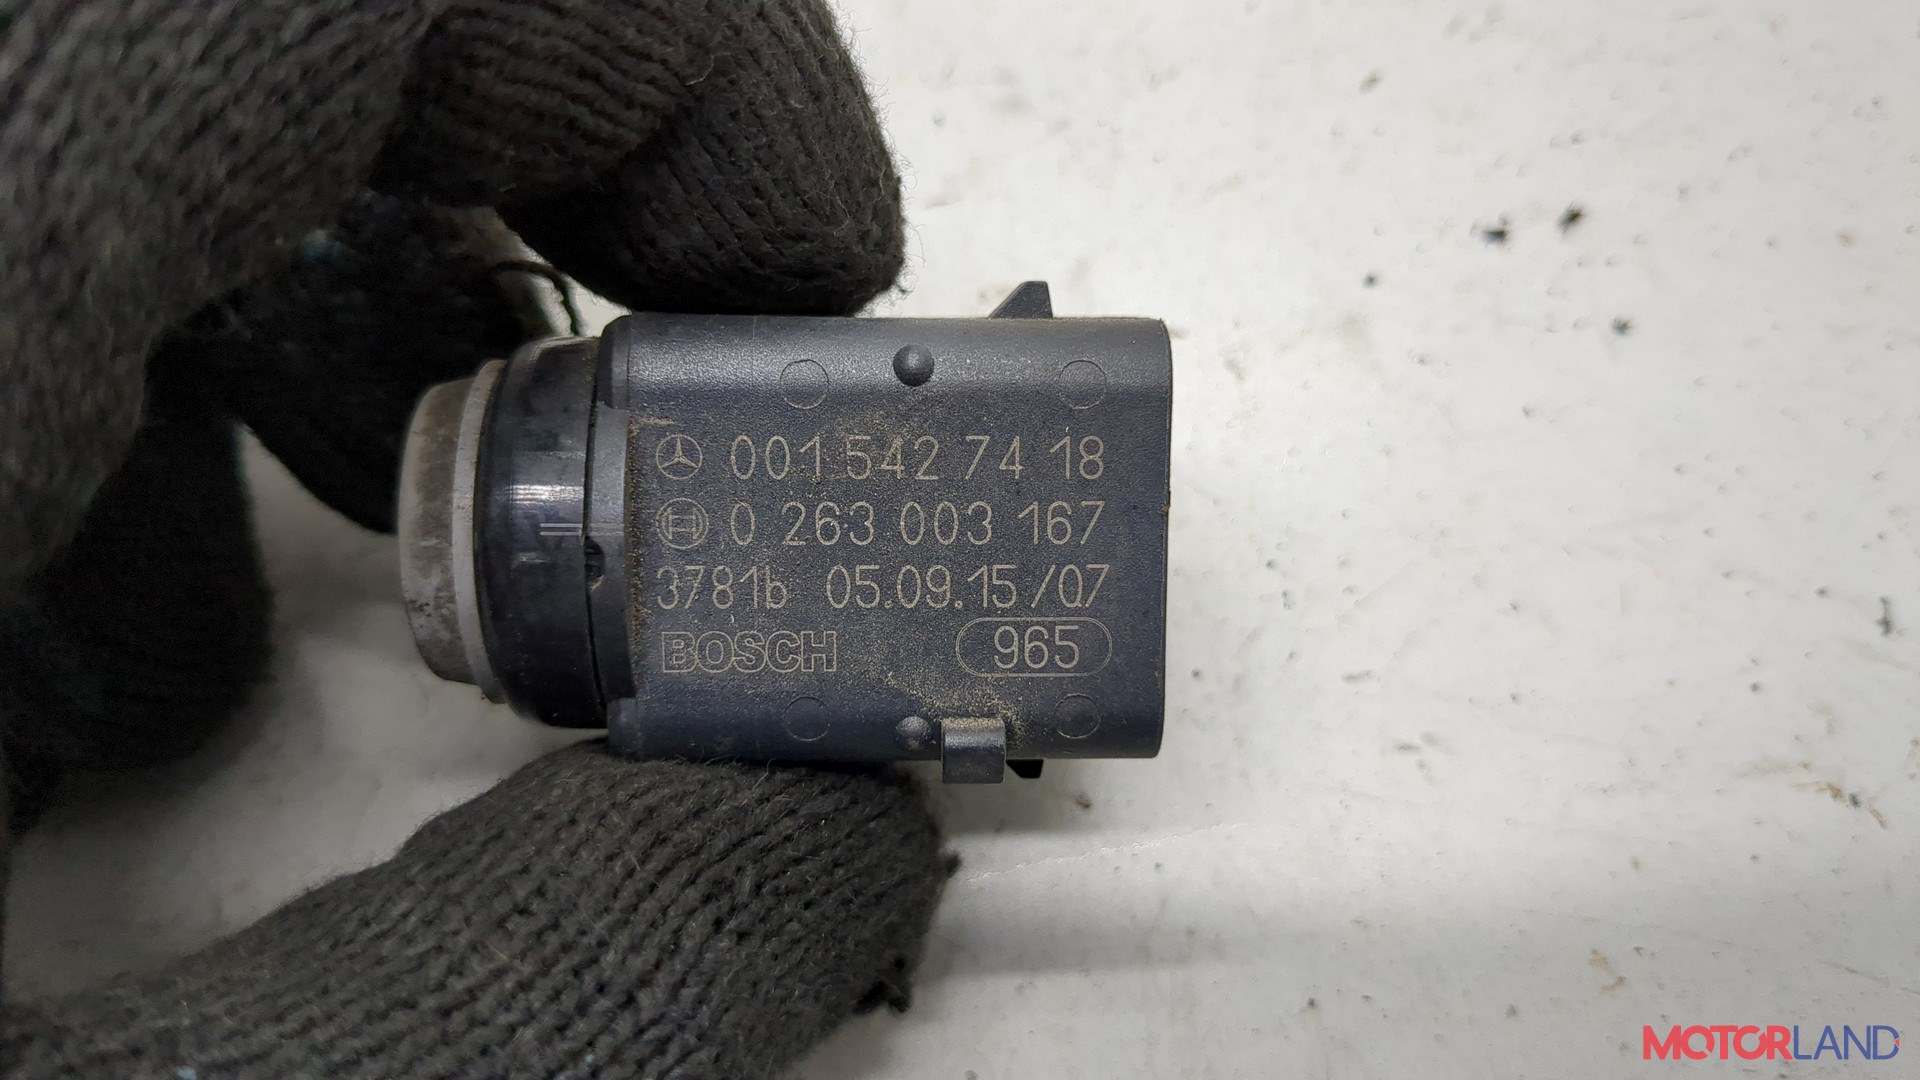 001 542 74 18
0 263 003 167
3781b 05.09.15/07
BOSCH 965
MOTORLAND